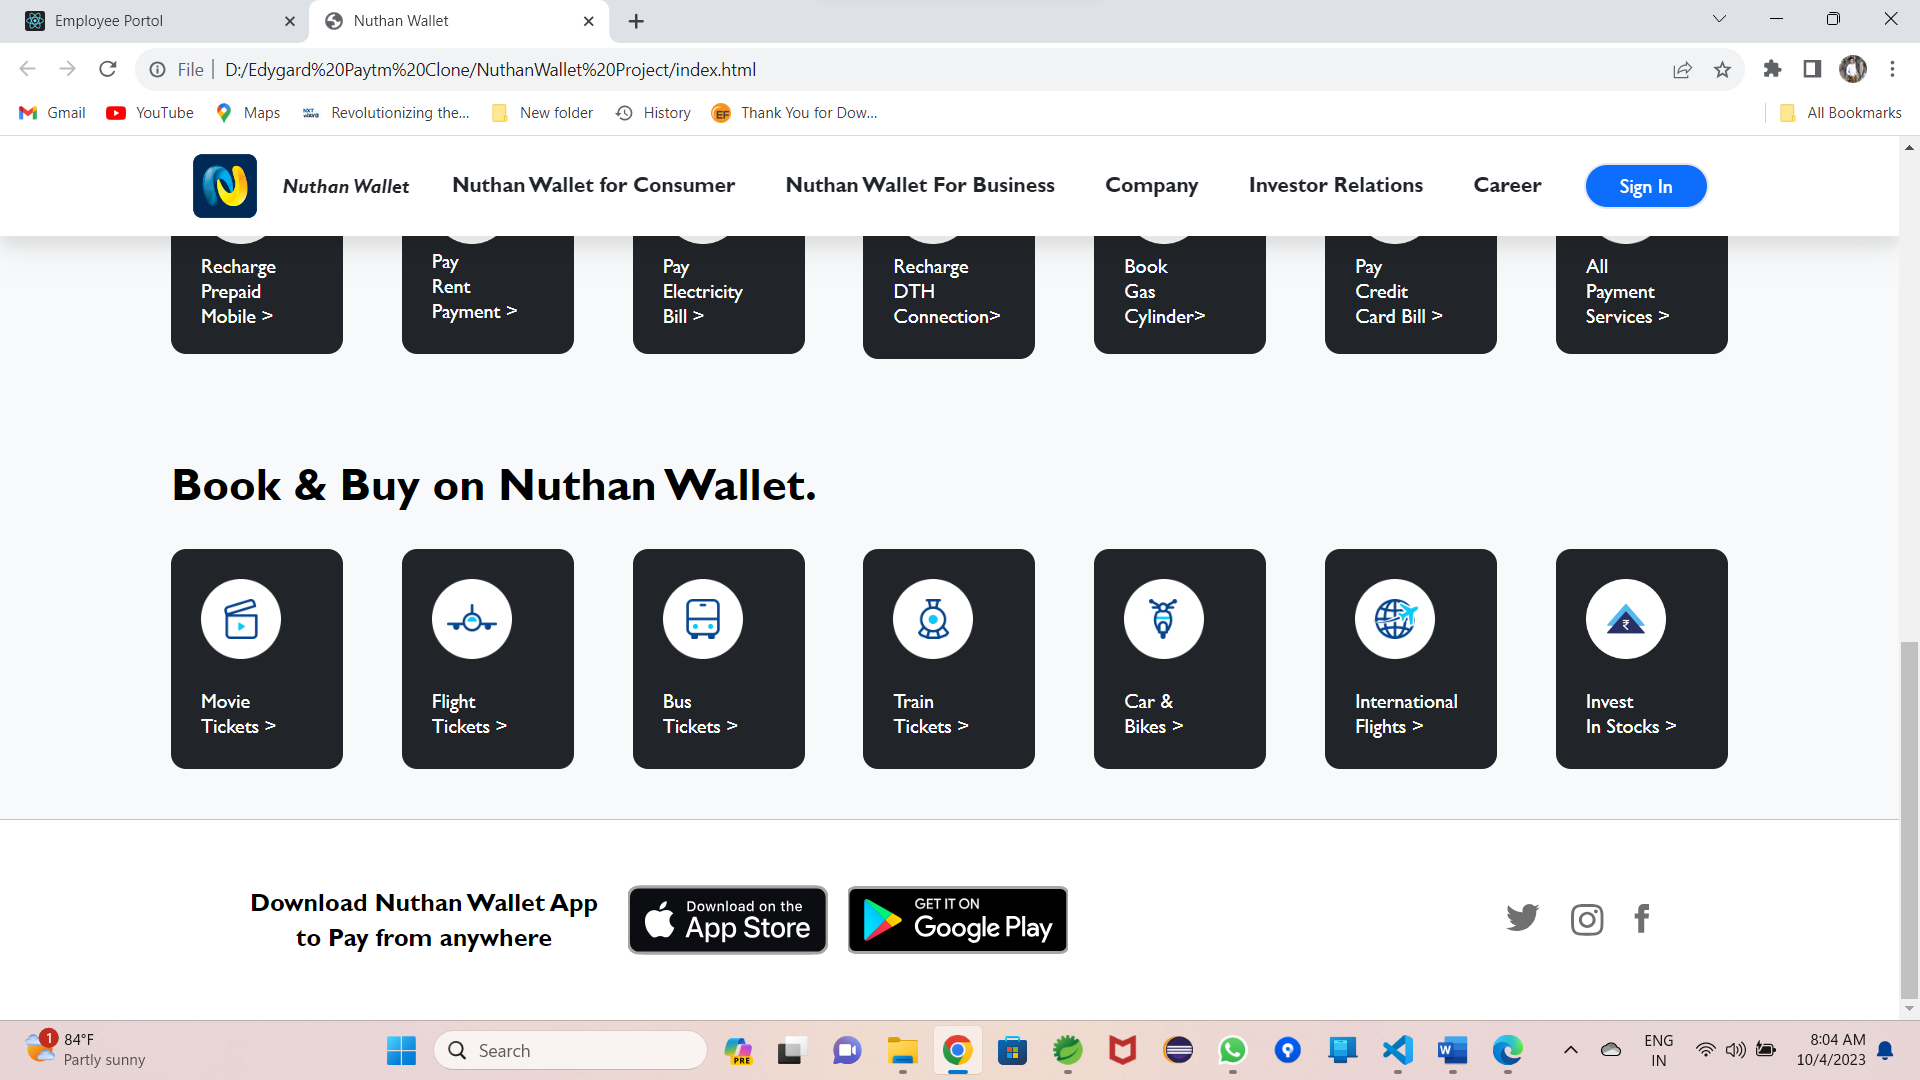 Employee Portol
Nuthan Wallet
File
D:/Edygard%20Paytm%20Clone/NuthanWallet%20Project/index.html
Gmail
YouTube
Maps
Revolutionizing the...
New folder
History
Thank You for Dow...
All Bookmarks
Nuthan Wallet
Nuthan Wallet for Consumer
Nuthan Wallet For Business
Company
Investor Relations
Career
Sign In
Recharge
Prepaid
Mobile >
Pay
Rent
Payment >
Pay
Electricity
Bill >
Recharge
DTH
Connection>
Book
Gas
Cylinder>
Pay
Credit
Card Bill >
All
Payment
Services >
Book & Buy on Nuthan Wallet.
Movie
Tickets >
Flight
Tickets >
Bus
Tickets >
Train
Tickets >
Car &
Bikes >
International
Flights >
₹
Invest
In Stocks >
Download Nuthan Wallet App
to Pay from anywhere
Download on the
App Store
GET IT ON
Google Play
1
84°F
Partly sunny
Search
PRE
ENG
IN
8:04 AM
10/4/2023